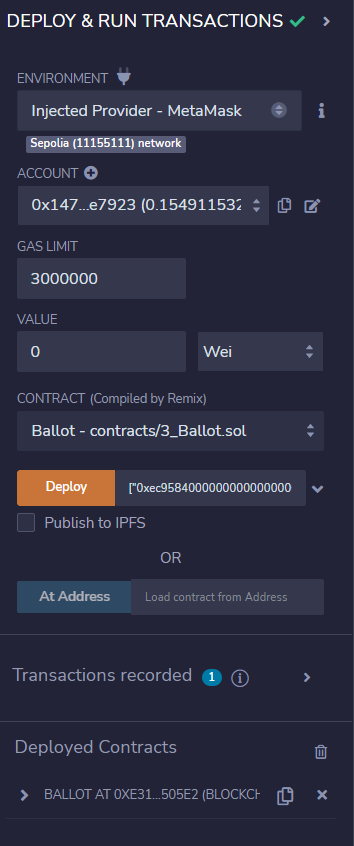 DEPLOY & RUN TRANSACTIONS
ENVIRONMENT
Injected Provider - MetaMask
Sepolia (11155111) network
ACCOUNT
0x147...e7923 (0.154911532
GAS LIMIT
3000000
VALUE
0 Wei
CONTRACT (Compiled by Remix)
Ballot - contracts/3_Ballot.sol
Deploy ["0xec9584000000000000000
Publish to IPFS
OR
At Address Load contract from Address
Transactions recorded 1
Deployed Contracts
BALLOT AT 0XE31...505E2 (BLOCKCH